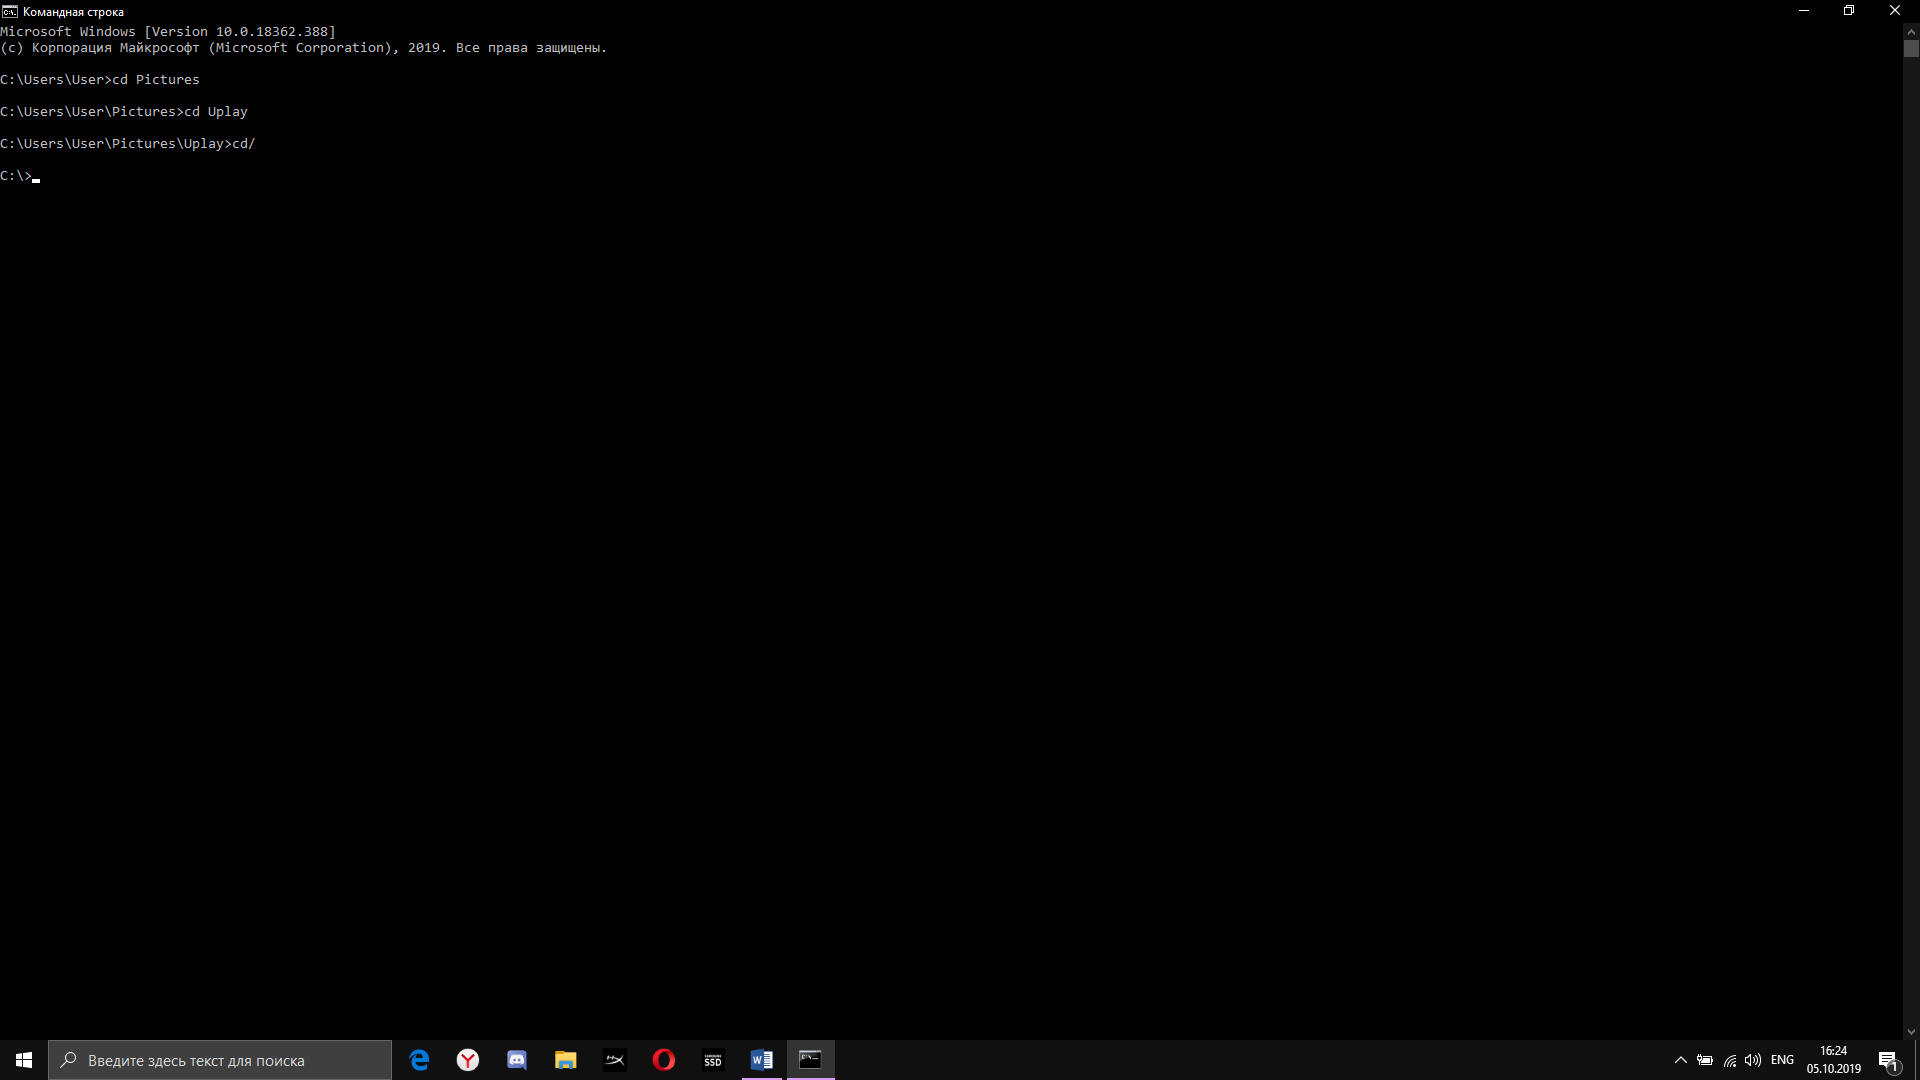 Командная строка
Microsoft Windows [Version 10.0.18362.388]
(c) Корпорация Майкрософт (Microsoft Corporation), 2019. Все права защищены.
C:\Users\User>cd Pictures
C:\Users\User\Pictures>cd Uplay
C:\Users\User\Pictures\Uplay>cd/
C:\>
Введите здесь текст для поиска
SAMSUNG
SSD
ENG
16:24
05.10.2019
1